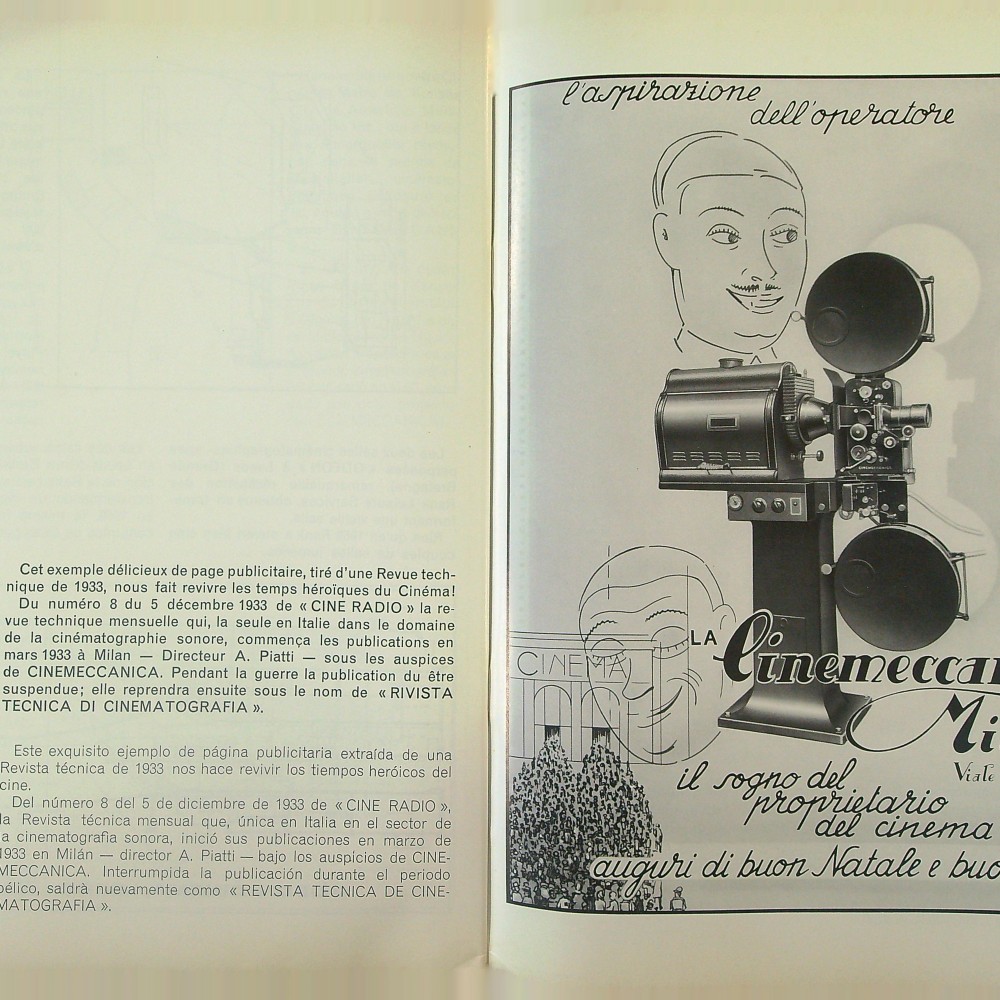 Cet exemple délicieux de page publicitaire, tiré d'une Revue tech-
nique de 1933, nous fait revivre les temps héroïques du Cinéma!
Du numéro 8 du 5 décembre 1933 de « CINE RADIO » la re-
vue technique mensuelle qui, la seule en Italie dans le domaine
de la cinématographie sonore, commença les publications en
mars 1933 à Milan — Directeur A. Piatti — sous les auspices
de CINEMECCANICA. Pendant la guerre la publication du être
suspendue; elle reprendra ensuite sous le nom de « RIVISTA
TECNICA DI CINEMATOGRAFIA ».
Este exquisito ejemplo de página publicitaria extraída de una
Revista técnica de 1933 nos hace revivir los tiempos heróicos del
cine.
Del número 8 del 5 de diciembre de 1933 de « CINE RADIO »,
la Revista técnica mensual que, única en Italia en el sector de
a cinematografia sonora, inició sus publicaciones en marzo de
1933 en Milán — director A. Piatti — bajo los auspicios de CINE-
MECCANICA. Interrumpida la publicación durante el periodo
bélico, saldrà nuevamente como « REVISTA TECNICA DE CINE-
MATOGRAFIA ».
l'aspirazione
dell'operatore
CINEMECCANICA
CINEMA
LA Cinemeccan
Mi
Viale
il sogno del
proprietario
del cinema
auguri di buon Natale e buo